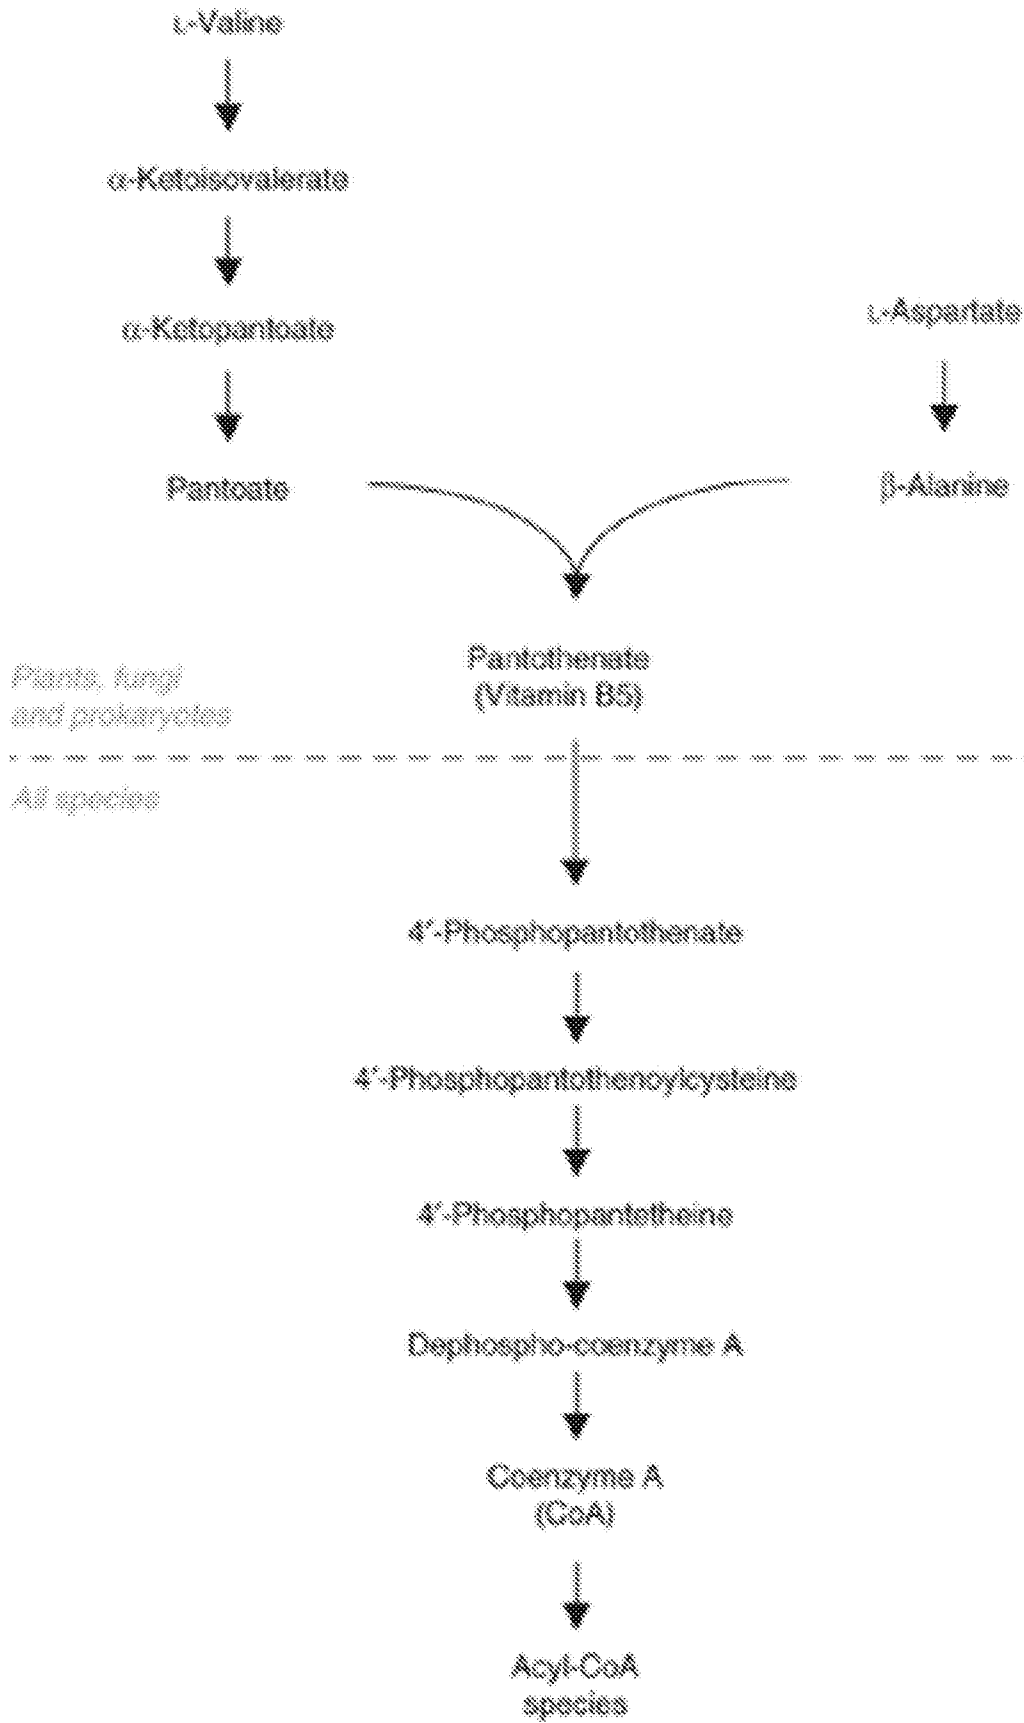 L-Valine
α-Ketoisovalerate
α-Ketopantoate
L-Aspartate
Pantoate
β-Alanine
Pantothenate
(Vitamin B5)
Plants, fungi
and prokaryotes
All species
4′-Phosphopantothenate
4′-Phosphopantothenoylcysteine
4′-Phosphopantetheine
Dephospho-coenzyme A
Coenzyme A
(CoA)
Acyl-CoA
species